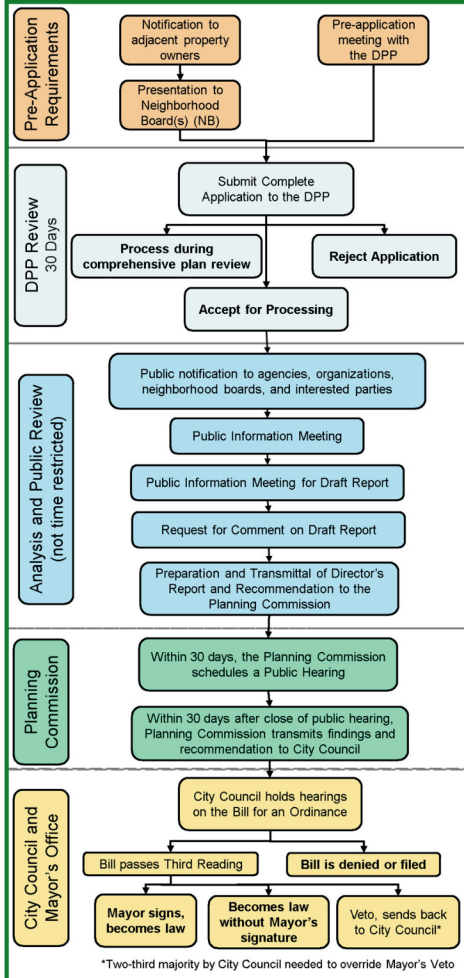 Pre-Application
Requirements
Notification to
adjacent property
owners
Pre-application
meeting with
the DPP
Presentation to
Neighborhood
Board(s) (NB)
DPP Review
30 Days
Submit Complete
Application to the DPP
Process during
comprehensive plan review
Reject Application
Accept for Processing
Analysis and Public Review
(not time restricted)
Public notification to agencies, organizations,
neighborhood boards, and interested parties
Public Information Meeting
Public Information Meeting for Draft Report
Request for Comment on Draft Report
Preparation and Transmittal of Director's
Report and Recommendation to the
Planning Commission
Planning
Commission
Within 30 days, the Planning Commission
schedules a Public Hearing
Within 30 days after close of public hearing,
Planning Commission transmits findings and
recommendation to City Council
City Council and
Mayor's Office
City Council holds hearings
on the Bill for an Ordinance
Bill passes Third Reading
Bill is denied or filed
Mayor signs,
becomes law
Becomes law
without Mayor's
signature
Veto, sends back
to City Council*
*Two-third majority by City Council needed to override Mayor's Veto